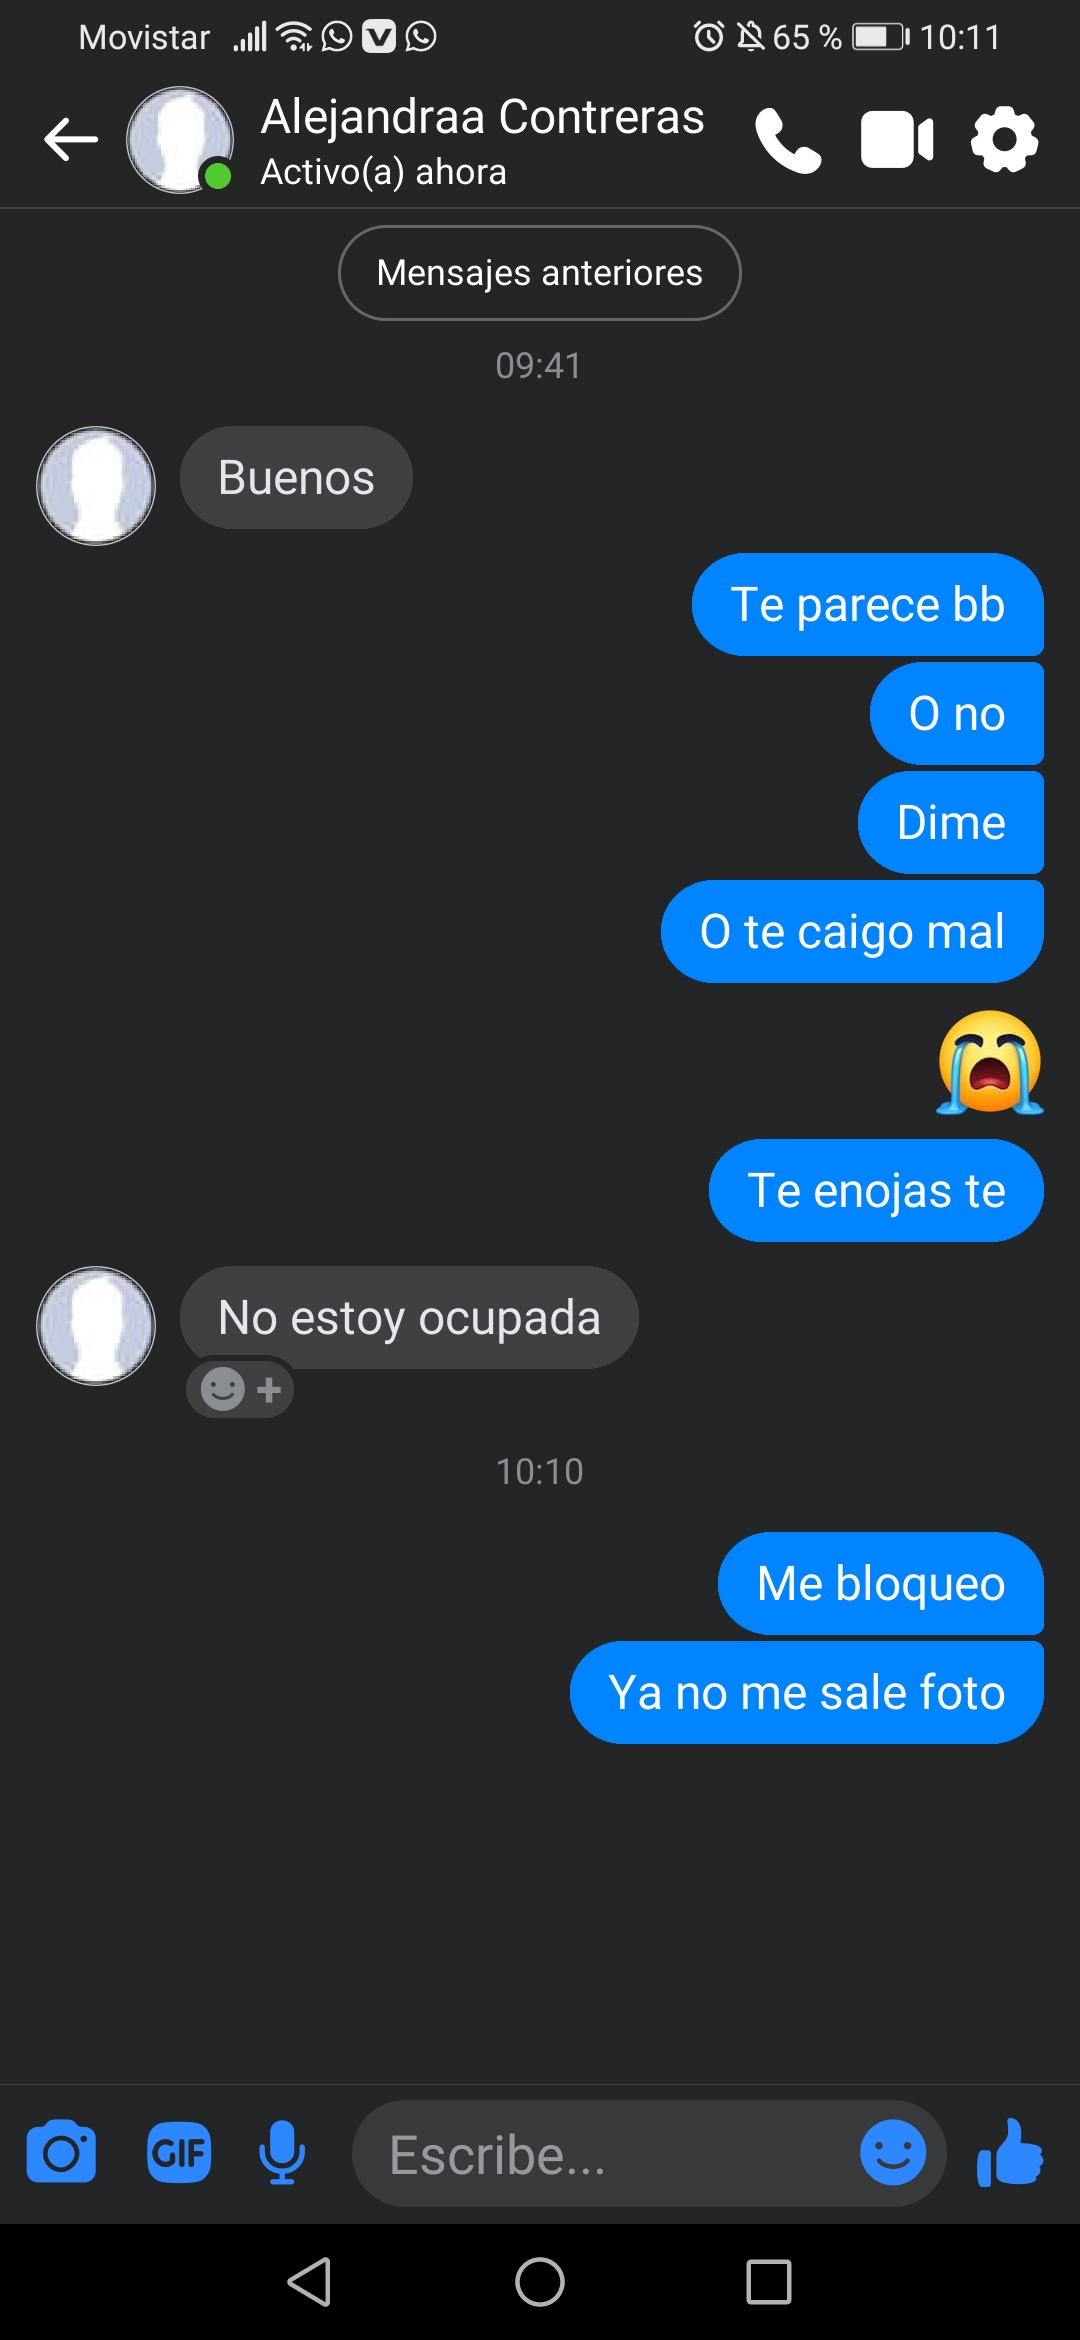 Movistar 65 % 10:11
Alejandraa Contreras
Activo(a) ahora
Mensajes anteriores
09:41
Buenos
Te parece bb
O no
Dime
O te caigo mal
Te enojas te
No estoy ocupada
10:10
Me bloqueo
Ya no me sale foto
GIF
Escribe...